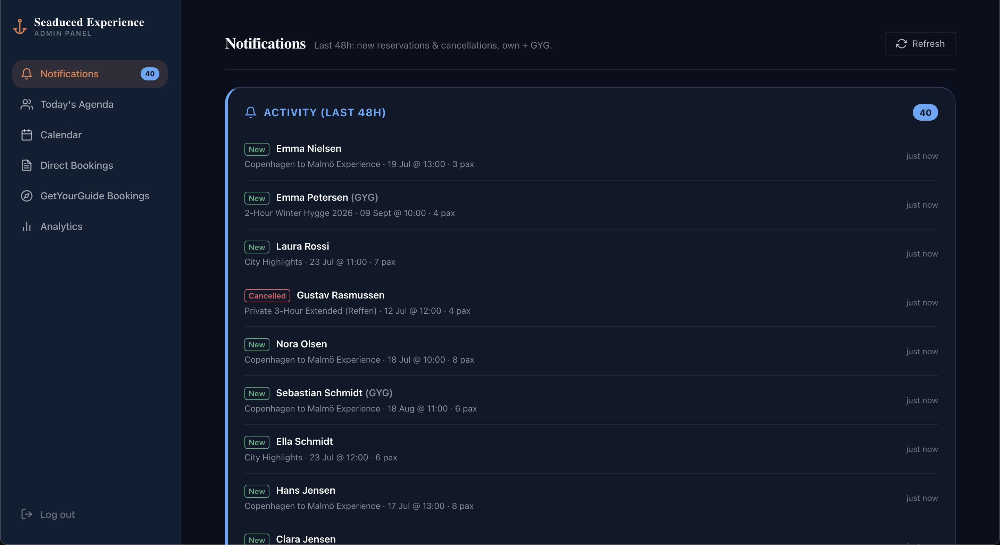 Seaduced Experience
ADMIN PANEL
Notifications 40
Today's Agenda
Calendar
Direct Bookings
GetYourGuide Bookings
Analytics
Log out
Notifications Last 48h: new reservations & cancellations, own + GYG.
Refresh
ACTIVITY (LAST 48H) 40
New Emma Nielsen
Copenhagen to Malmö Experience · 19 Jul @ 13:00 · 3 pax
just now
New Emma Petersen (GYG)
2-Hour Winter Hygge 2026 · 09 Sept @ 10:00 · 4 pax
just now
New Laura Rossi
City Highlights · 23 Jul @ 11:00 · 7 pax
just now
Cancelled Gustav Rasmussen
Private 3-Hour Extended (Reffen) · 12 Jul @ 12:00 · 4 pax
just now
New Nora Olsen
Copenhagen to Malmö Experience · 18 Jul @ 10:00 · 8 pax
just now
New Sebastian Schmidt (GYG)
Copenhagen to Malmö Experience · 18 Aug @ 11:00 · 6 pax
just now
New Ella Schmidt
City Highlights · 23 Jul @ 12:00 · 6 pax
just now
New Hans Jensen
Copenhagen to Malmö Experience · 17 Jul @ 13:00 · 8 pax
just now
New Clara Jensen